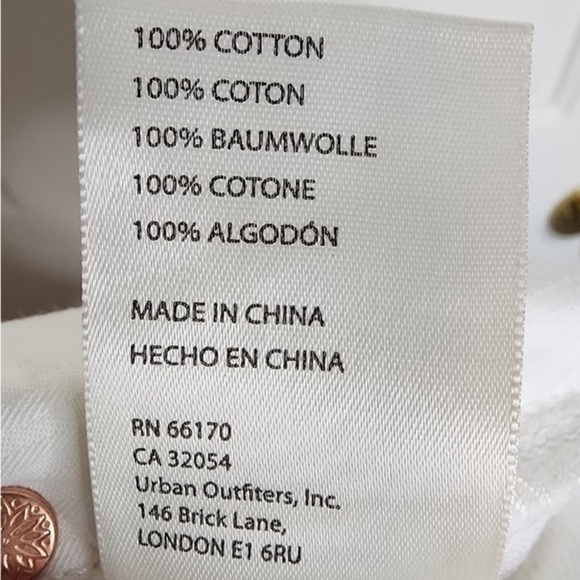 100% COTTON
100% COTON
100% BAUMWOLLE
100% COTONE
100% ALGODÓN
MADE IN CHINA
HECHO EN CHINA
RN 66170
CA 32054
Urban Outfiters, Inc.
146 Brick Lane,
LONDON E1 6RU